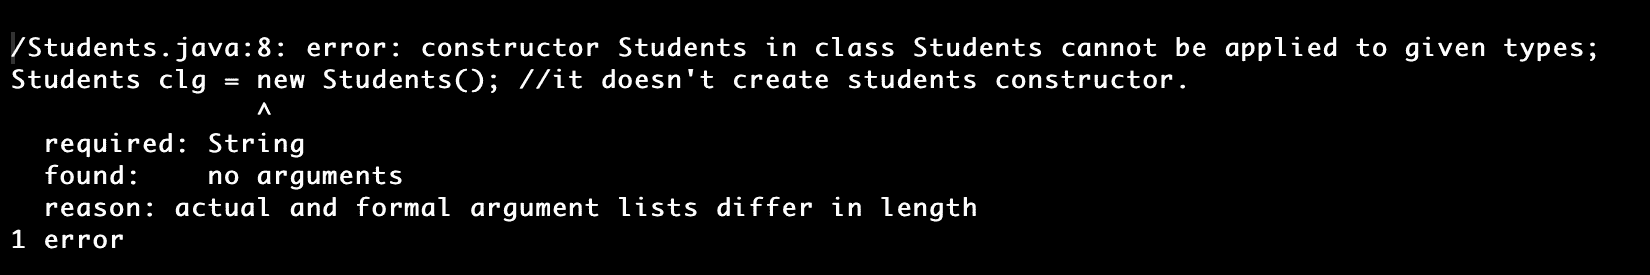 /Students.java:8: error: constructor Students in class Students cannot be applied to given types;
Students clg = new Students(); //it doesn't create students constructor.
^
required: String
found:    no arguments
reason: actual and formal argument lists differ in length
1 error